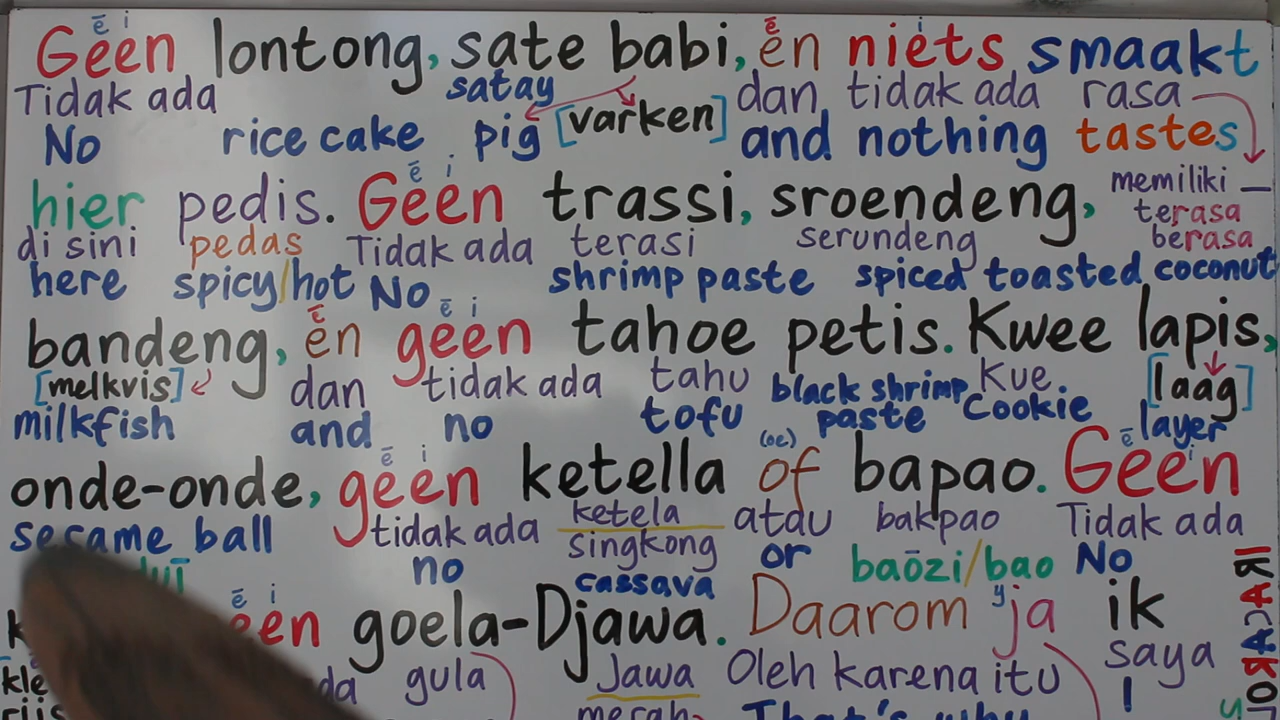 ē i ē i
Geen lontong, sate babi, en niets smaakt
Tidak ada satay dan tidak ada rasa
No rice cake pig [varken] and nothing tastes
ē i memiliki
hier pedis. Geen trassi, sroendeng, terasa
di sini pedas Tidak ada terasi serundeng berasa
here spicy/hot No shrimp paste spiced toasted coconut
ē ē i
bandeng, en geen tahoe petis. Kwee lapis,
[melkvis] dan tidak ada tahu black shrimp paste Kue [laag]
milkfish and no tofu Cookie layer
ē i (oe) ē i
onde-onde, geen ketella of bapao. Geen
tidak ada ketela atau bakpao Tidak ada
sesame ball singkong or baōzi/bao No
no cassava
ē i y
goela-Djawa. Daarom ja ik
gula Jawa Oleh karena itu saya
merah That's why I